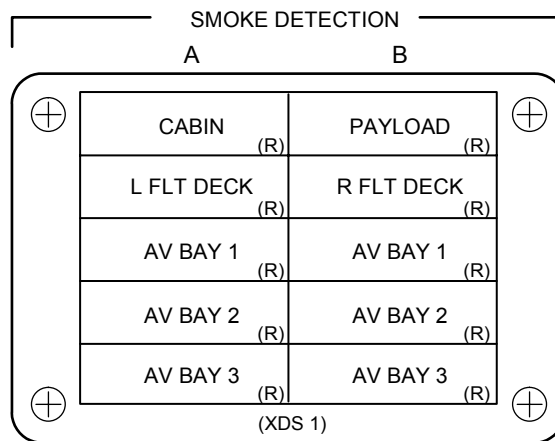 SMOKE DETECTION
A B
CABIN (R) PAYLOAD (R)
L FLT DECK (R) R FLT DECK (R)
AV BAY 1 (R) AV BAY 1 (R)
AV BAY 2 (R) AV BAY 2 (R)
AV BAY 3 (R) AV BAY 3 (R)
(XDS 1)